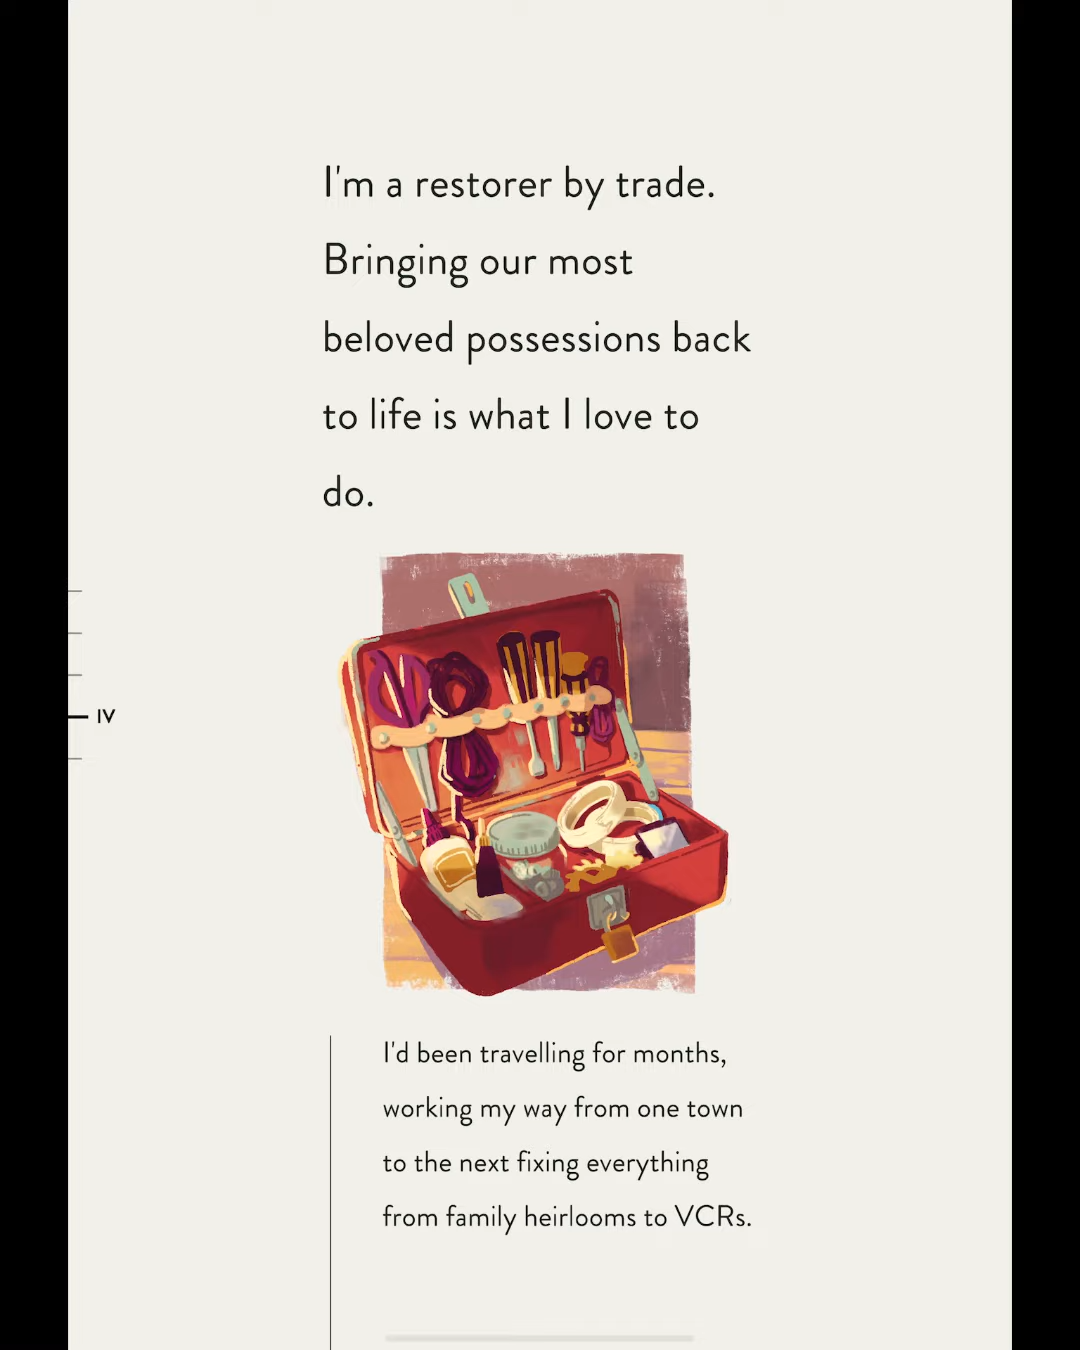 I'm a restorer by trade.
Bringing our most
beloved possessions back
to life is what I love to
do.
IV
I'd been travelling for months,
working my way from one town
to the next fixing everything
from family heirlooms to VCRs.